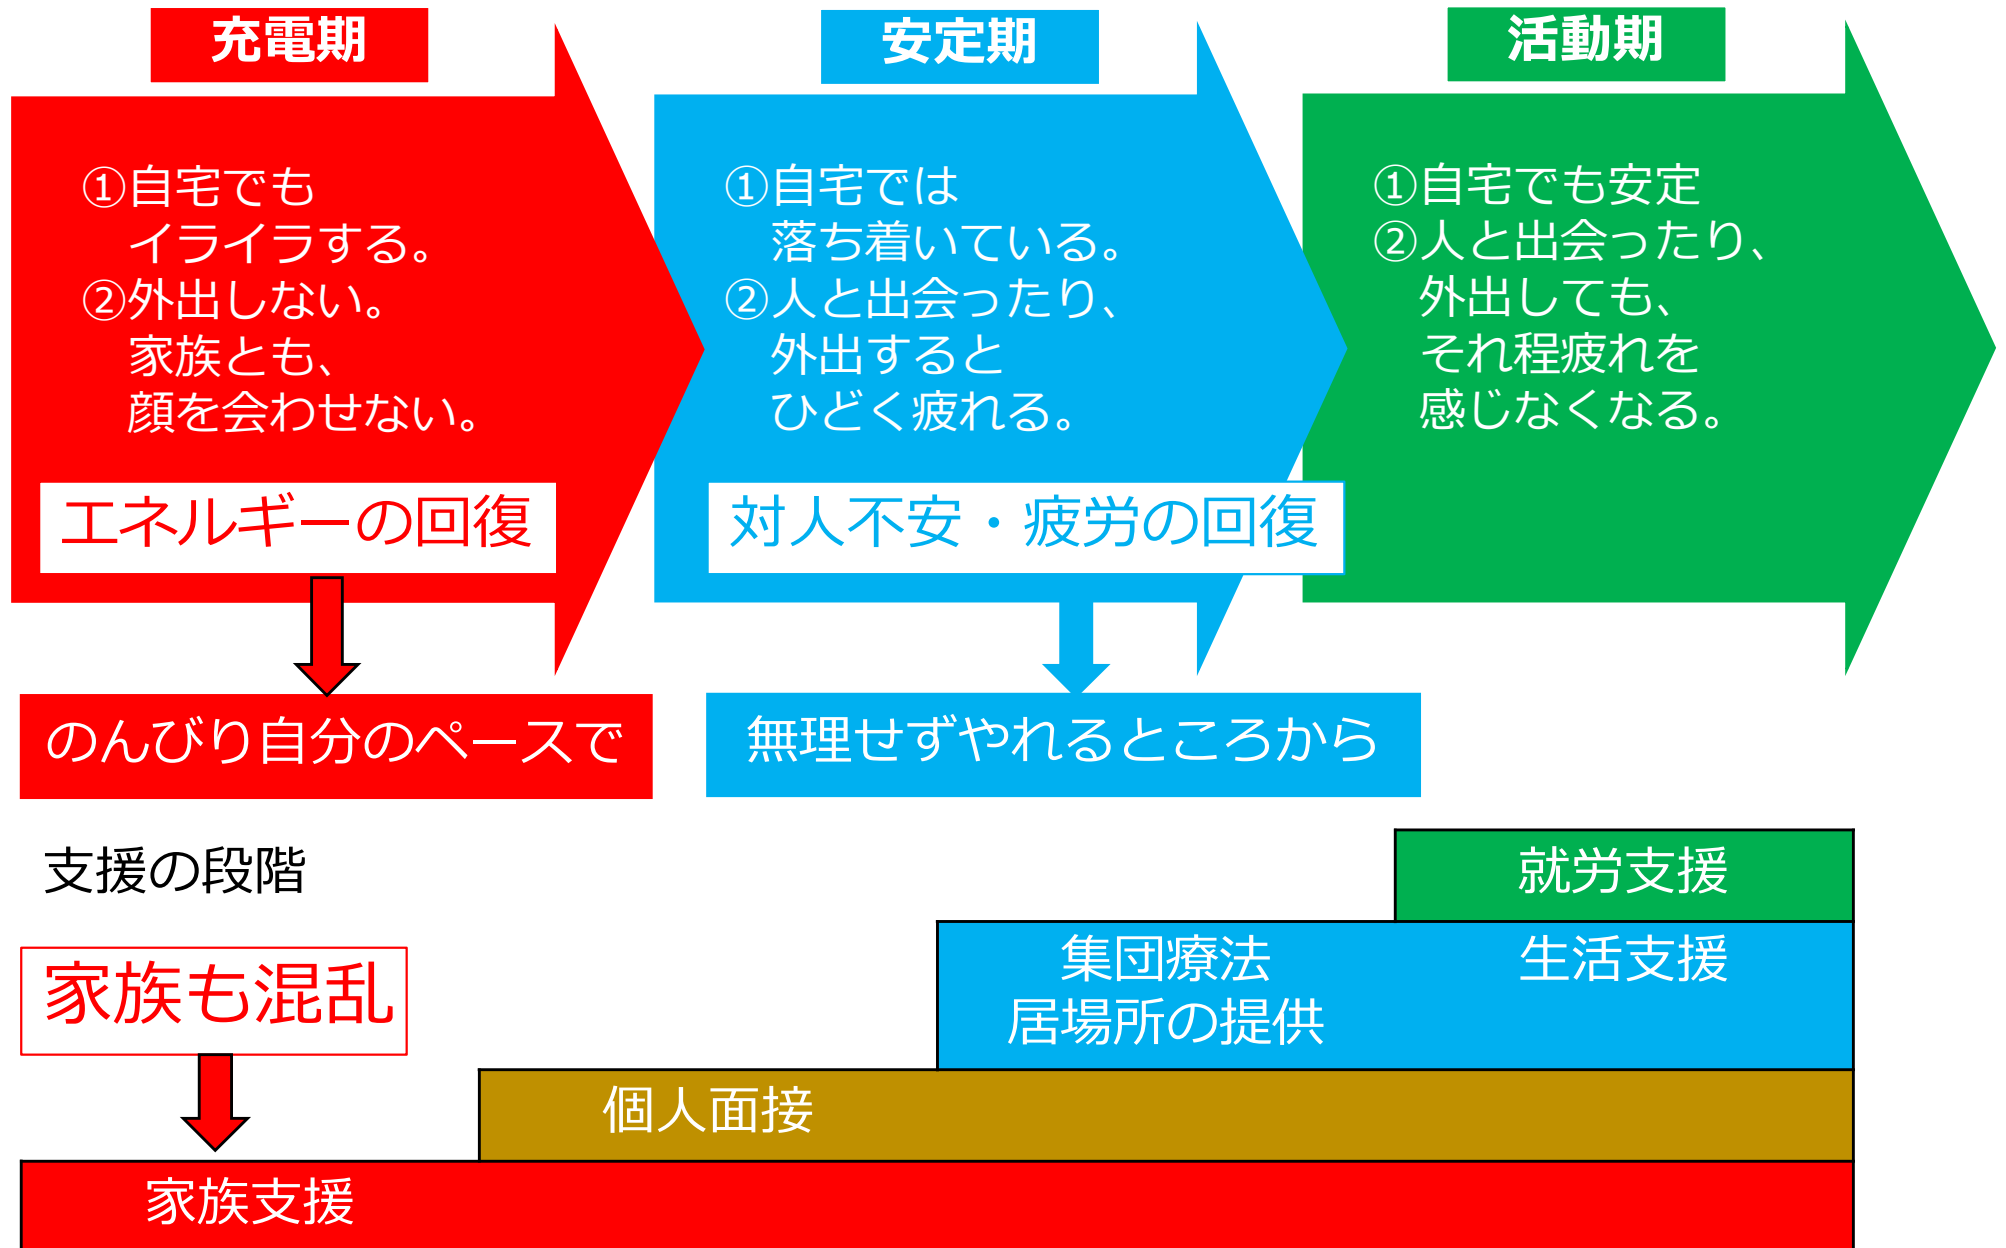 充電期
①自宅でも
イライラする。
②外出しない。
家族とも、
顔を会わせない。
エネルギーの回復
のんびり自分のペースで
安定期
①自宅では
落ち着いている。
②人と出会ったり、
外出すると
ひどく疲れる。
対人不安・疲労の回復
無理せずやれるところから
活動期
①自宅でも安定
②人と出会ったり、
外出しても、
それ程疲れを
感じなくなる。
支援の段階
家族も混乱
家族支援
個人面接
集団療法
居場所の提供
生活支援
就労支援